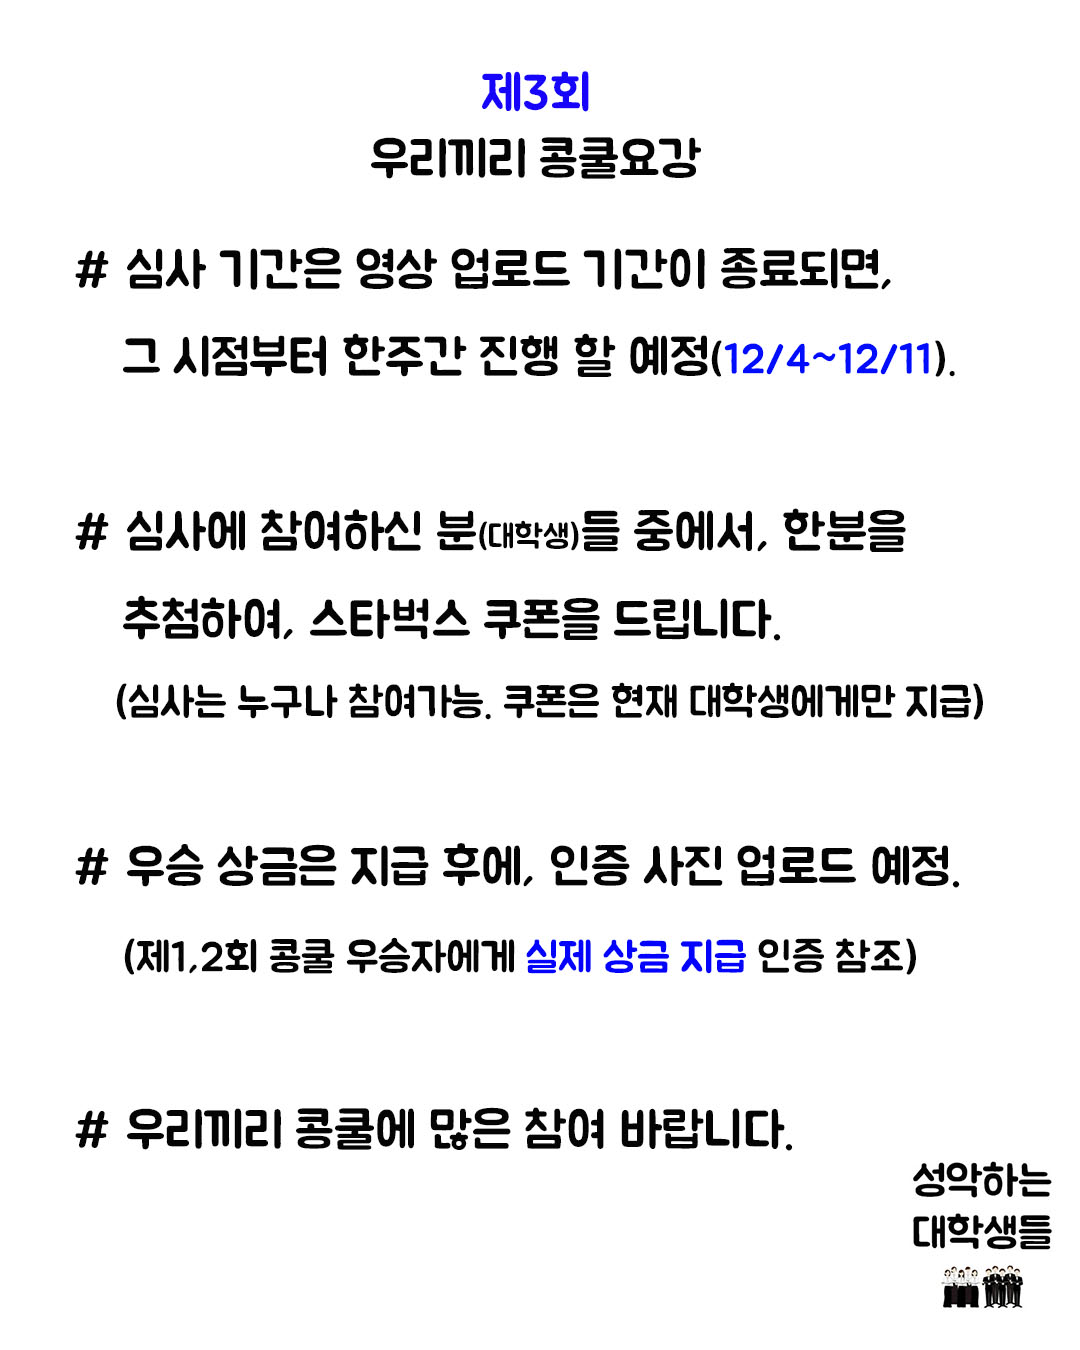 제3회
우리끼리 콩쿨요강
# 심사 기간은 영상 업로드 기간이 종료되면,
그 시점부터 한주간 진행 할 예정(12/4~12/11).
# 심사에 참여하신 분(대학생)들 중에서, 한분을
추첨하여, 스타벅스 쿠폰을 드립니다.
(심사는 누구나 참여가능. 쿠폰은 현재 대학생에게만 지급)
# 우승 상금은 지급 후에, 인증 사진 업로드 예정.
(제1,2회 콩쿨 우승자에게 실제 상금 지급 인증 참조)
# 우리끼리 콩쿨에 많은 참여 바랍니다.
성악하는
대학생들